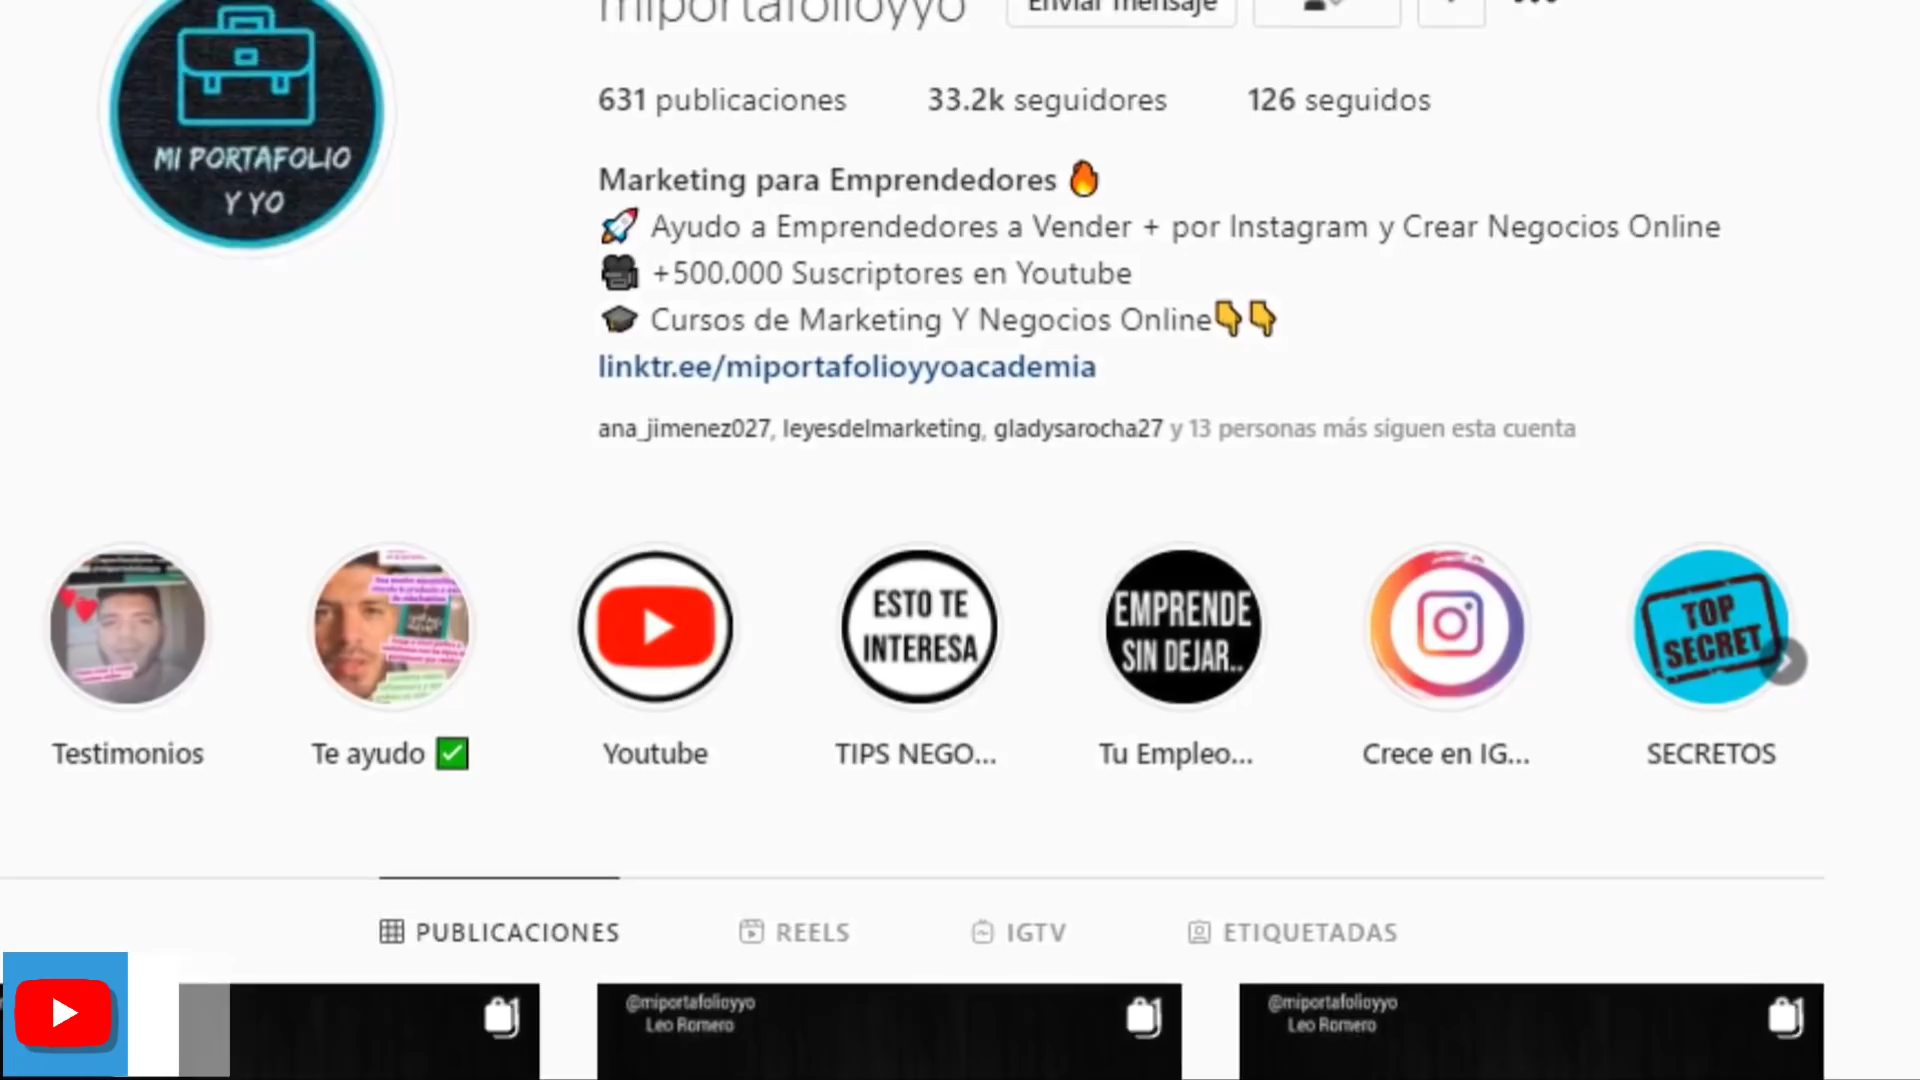 miportafolioyyo
Enviar mensaje
MI PORTAFOLIO
Y YO
631 publicaciones
33.2k seguidores
126 seguidos
Marketing para Emprendedores 🔥
🚀 Ayudo a Emprendedores a Vender + por Instagram y Crear Negocios Online
🎥 +500.000 Suscriptores en Youtube
🎓 Cursos de Marketing Y Negocios Online👇👇
linktr.ee/miportafolioyyoacademia
ana_jimenez027, leyesdelmarketing, gladysarocha27 y 13 personas más siguen esta cuenta
ESTO TE
INTERESA
EMPRENDE
SIN DEJAR..
TOP
SECRET
Testimonios
Te ayudo ✅
Youtube
TIPS NEGO...
Tu Empleo...
Crece en IG...
SECRETOS
PUBLICACIONES
REELS
IGTV
ETIQUETADAS
@miportafolioyyo
Leo Romero
@miportafolioyyo
Leo Romero